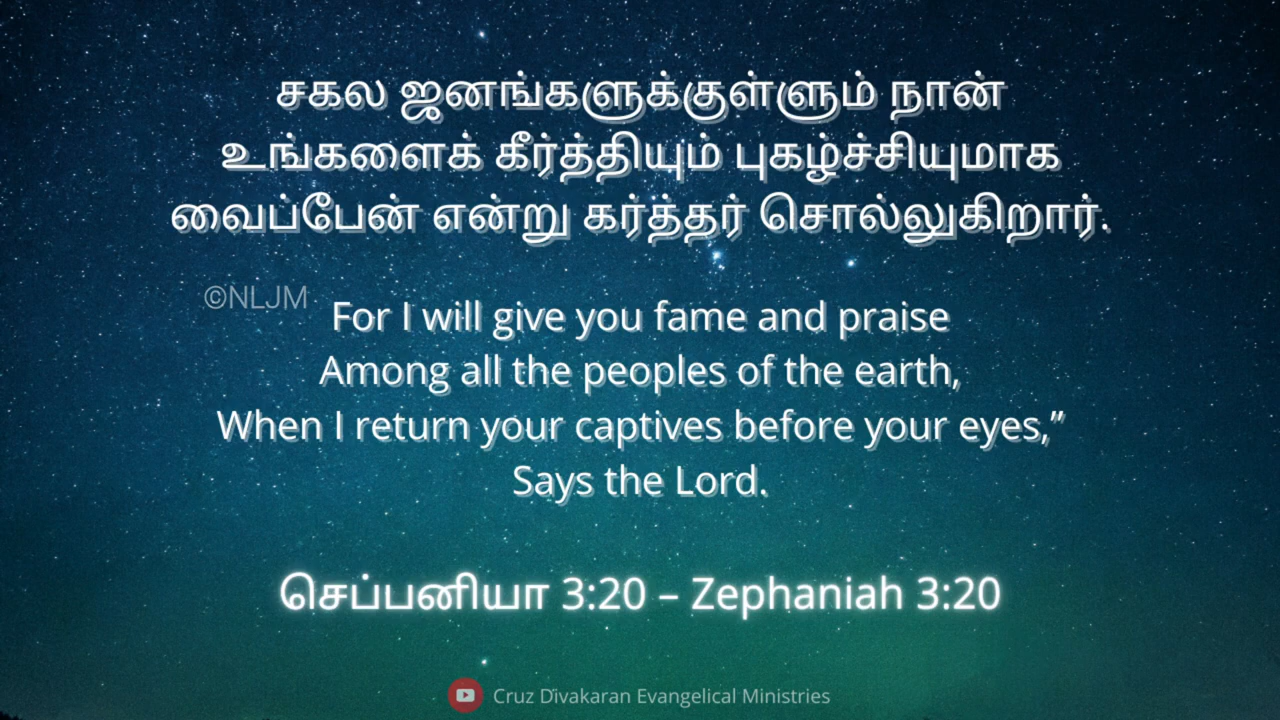 சகல ஜனங்களுக்குள்ளும் நான்
உங்களைக் கீர்த்தியும் புகழ்ச்சியுமாக
வைப்பேன் என்று கர்த்தர் சொல்லுகிறார்.
©NLJM
For I will give you fame and praise
Among all the peoples of the earth,
When I return your captives before your eyes,”
Says the Lord.
செப்பனியா 3:20 – Zephaniah 3:20
Cruz Divakaran Evangelical Ministries